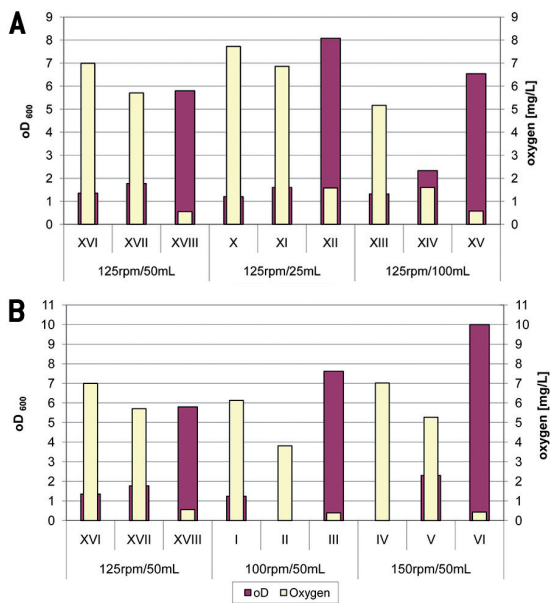 A
9 9
8 8
7 7
6 6
5 5
4 4
3 3
2 2
1 1
0 0
oD 600
oxygen [mg/L]
XVI XVII XVIII X XI XII XIII XIV XV
125rpm/50mL 125rpm/25mL 125rpm/100mL
B
11 11
10 10
9 9
8 8
7 7
6 6
5 5
4 4
3 3
2 2
1 1
0 0
oD 600
oxygen [mg/L]
XVI XVII XVIII I II III IV V VI
125rpm/50mL 100rpm/50mL 150rpm/50mL
oD Oxygen